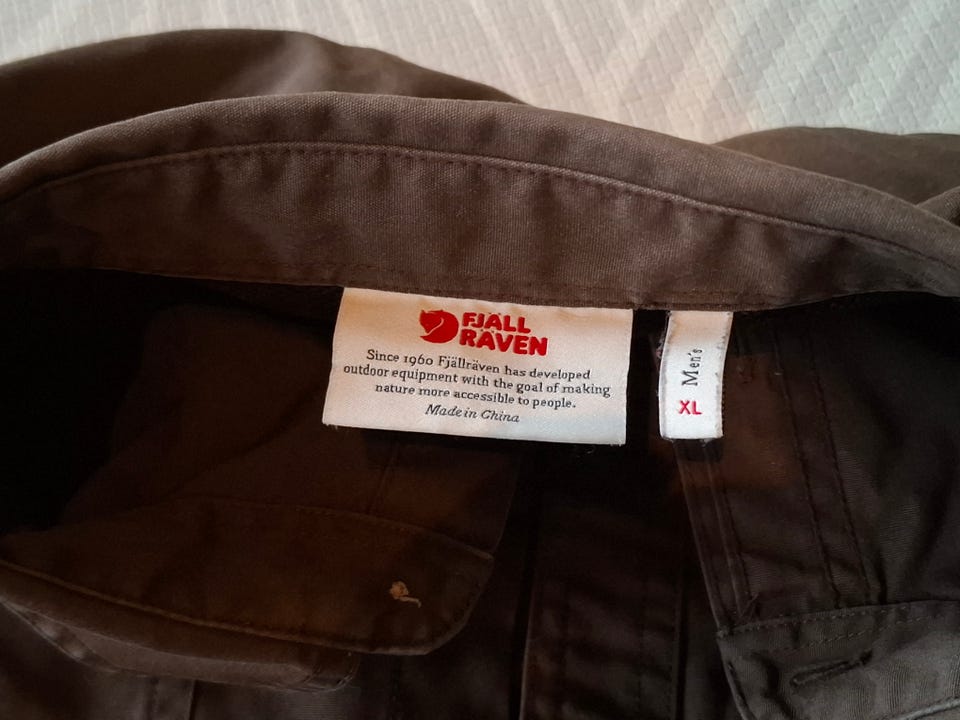 FJÄLL
RÄVEN
Since 1960 Fjällräven has developed
outdoor equipment with the goal of making
nature more accessible to people.
Made in China
Men's
XL